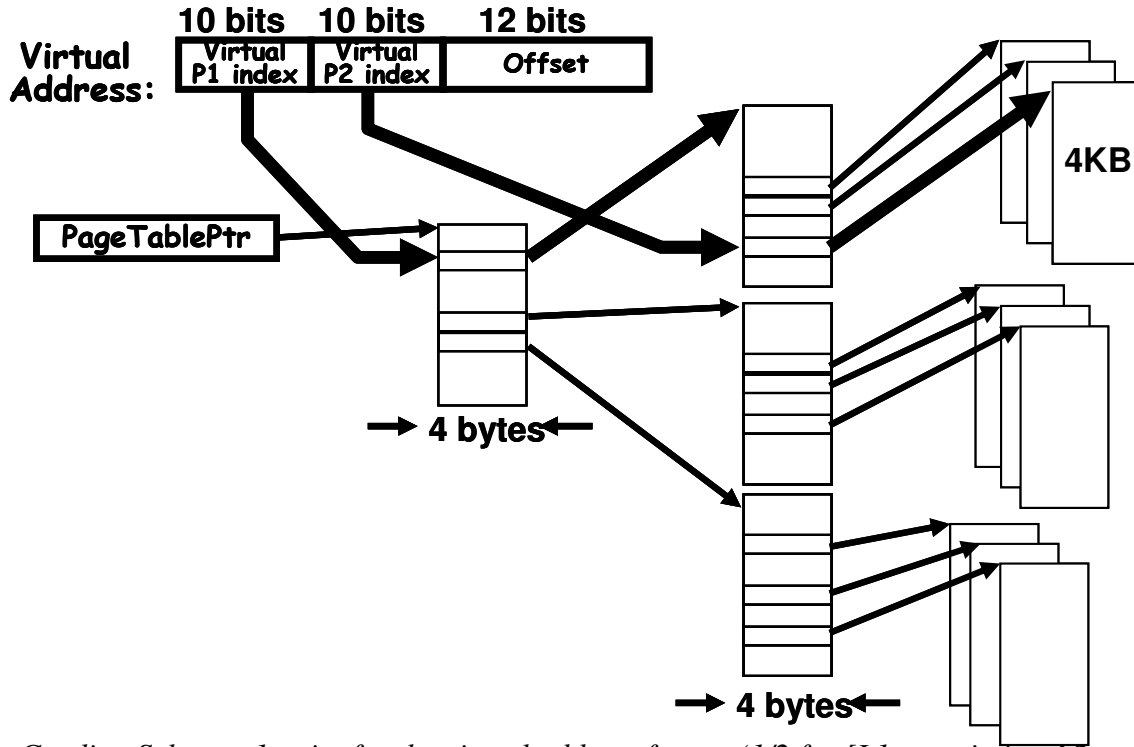 10 bits 10 bits 12 bits
Virtual Address:
Virtual P1 index
Virtual P2 index
Offset
PageTablePtr
4KB
4 bytes
4 bytes